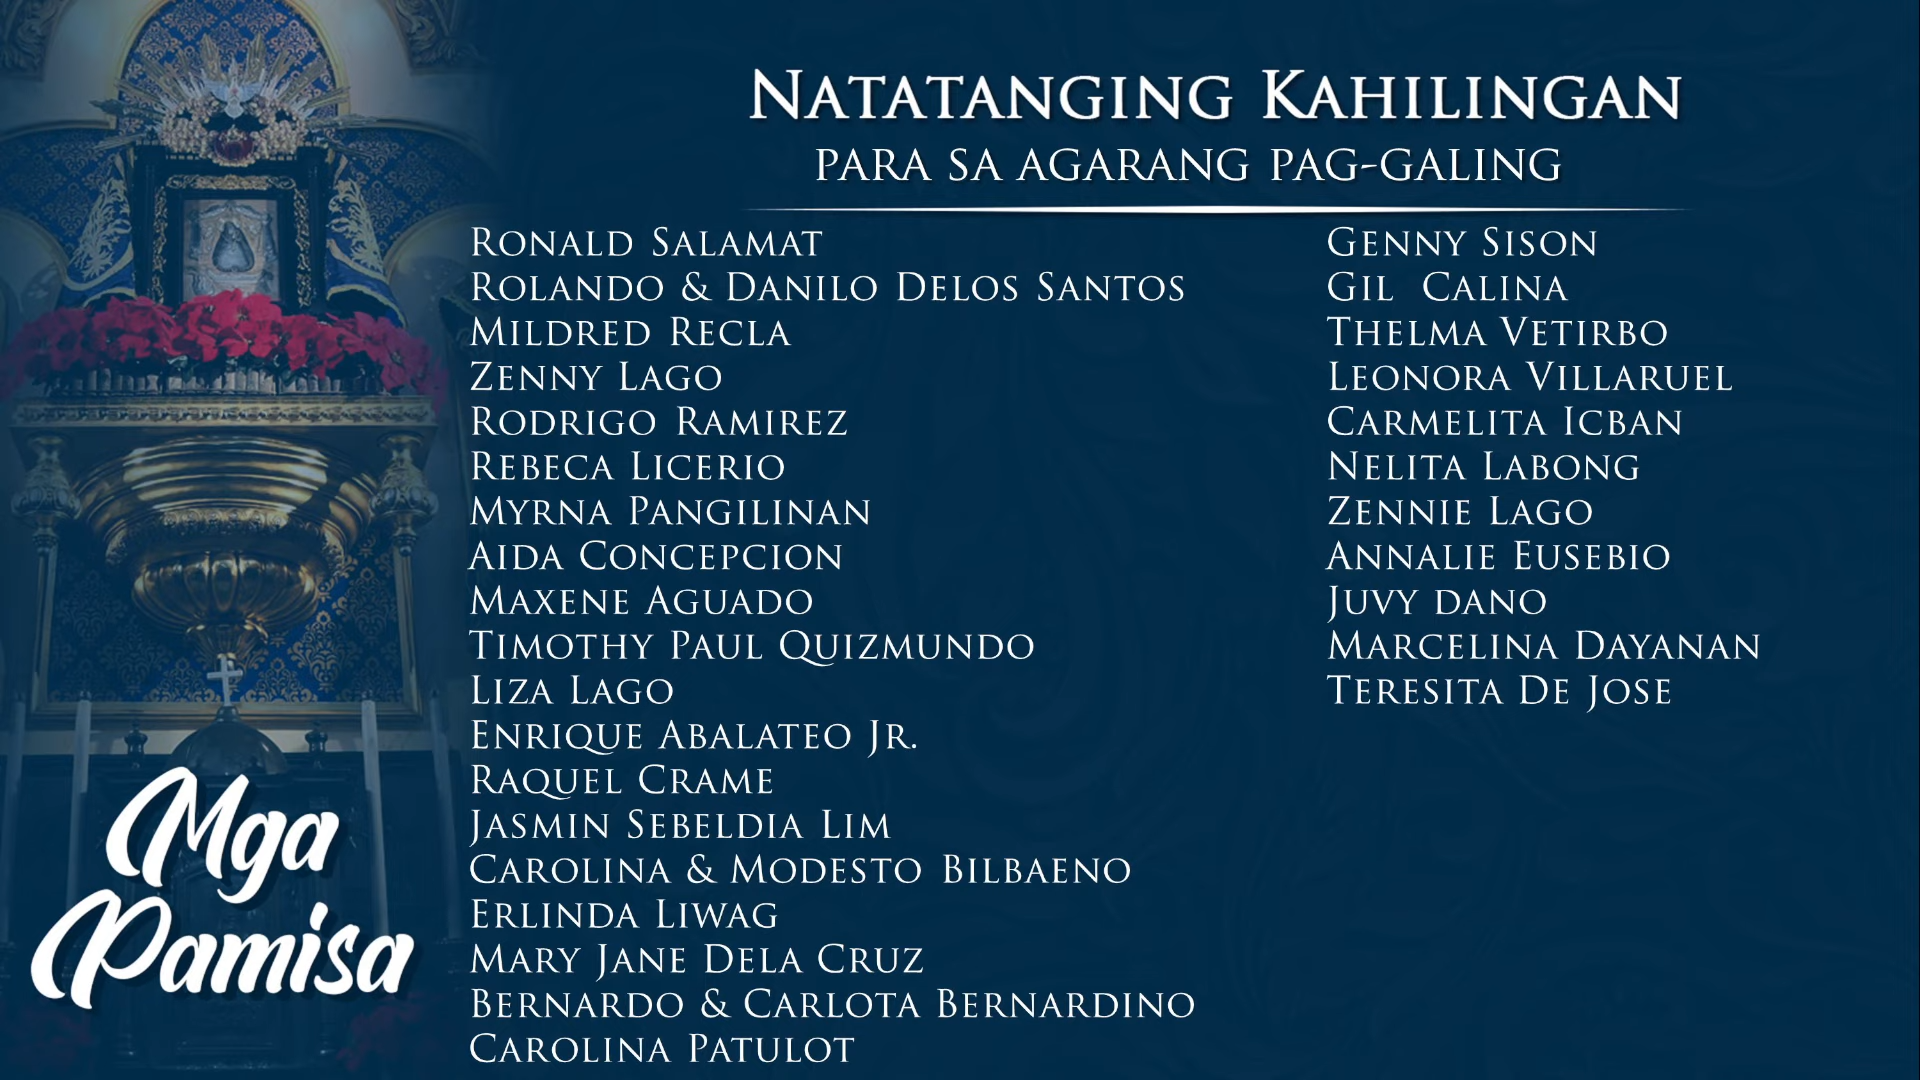 Natatanging Kahilingan
para sa agarang pag-galing
Ronald Salamat
Rolando & Danilo Delos Santos
Mildred Recla
Zenny Lago
Rodrigo Ramirez
Rebeca Licerio
Myrna Pangilinan
Aida Concepcion
Maxene Aguado
Timothy Paul Quizmundo
Liza Lago
Enrique Abalateo Jr.
Raquel Crame
Jasmin Sebeldia Lim
Carolina & Modesto Bilbaeno
Erlinda Liwag
Mary Jane Dela Cruz
Bernardo & Carlota Bernardino
Carolina Patulot
Genny Sison
Gil Calina
Thelma Vetirbo
Leonora Villaruel
Carmelita Icban
Nelita Labong
Zennie Lago
Annalie Eusebio
Juvy dano
Marcelina Dayanan
Teresita De Jose
Mga
Pamisa